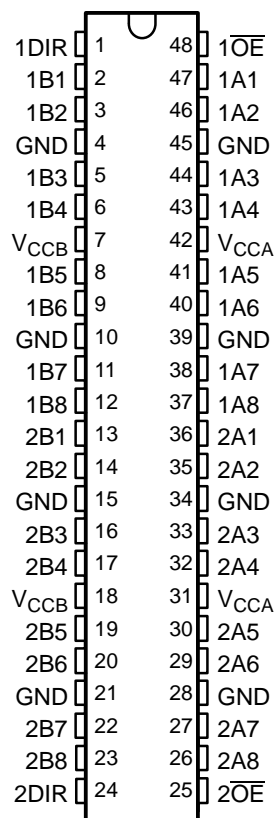 1DIR 1 48 1O̅E̅
1B1 2 47 1A1
1B2 3 46 1A2
GND 4 45 GND
1B3 5 44 1A3
1B4 6 43 1A4
VCCB 7 42 VCCA
1B5 8 41 1A5
1B6 9 40 1A6
GND 10 39 GND
1B7 11 38 1A7
1B8 12 37 1A8
2B1 13 36 2A1
2B2 14 35 2A2
GND 15 34 GND
2B3 16 33 2A3
2B4 17 32 2A4
VCCB 18 31 VCCA
2B5 19 30 2A5
2B6 20 29 2A6
GND 21 28 GND
2B7 22 27 2A7
2B8 23 26 2A8
2DIR 24 25 2O̅E̅